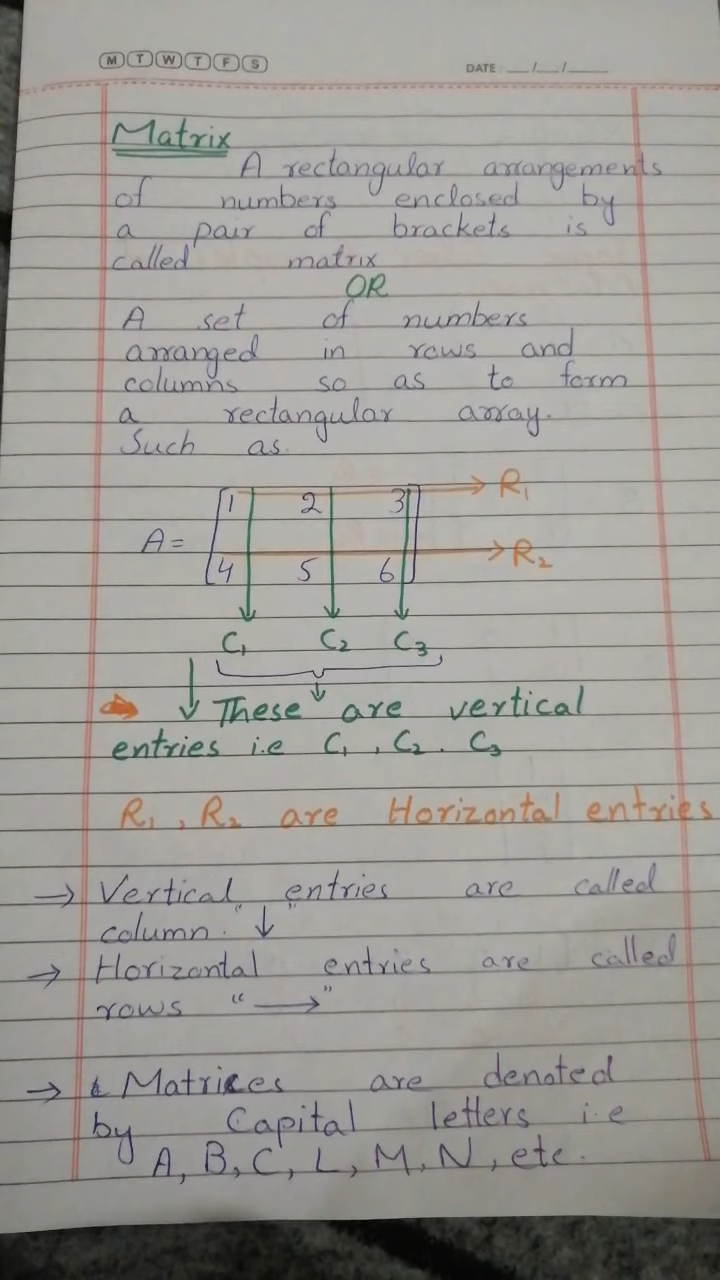 M T W T F S
DATE: __/__/____
Matrix
A rectangular arrangements
of numbers enclosed by
a pair of brackets is
called matrix
OR
A set of numbers
arranged in rows and
columns so as to form
a rectangular array.
Such as.
1 2 3 → R₁
A =
4 5 6 → R₂
C₁ C₂ C₃
↓ These are vertical
entries i.e C₁, C₂. C₃
R₁, R₂ are Horizontal entries
→ Vertical entries are called
column. "↓"
→ Horizontal entries are called
rows "⟶"
→ Matrices are denoted
by Capital letters i.e
A, B, C, L, M, N, etc.